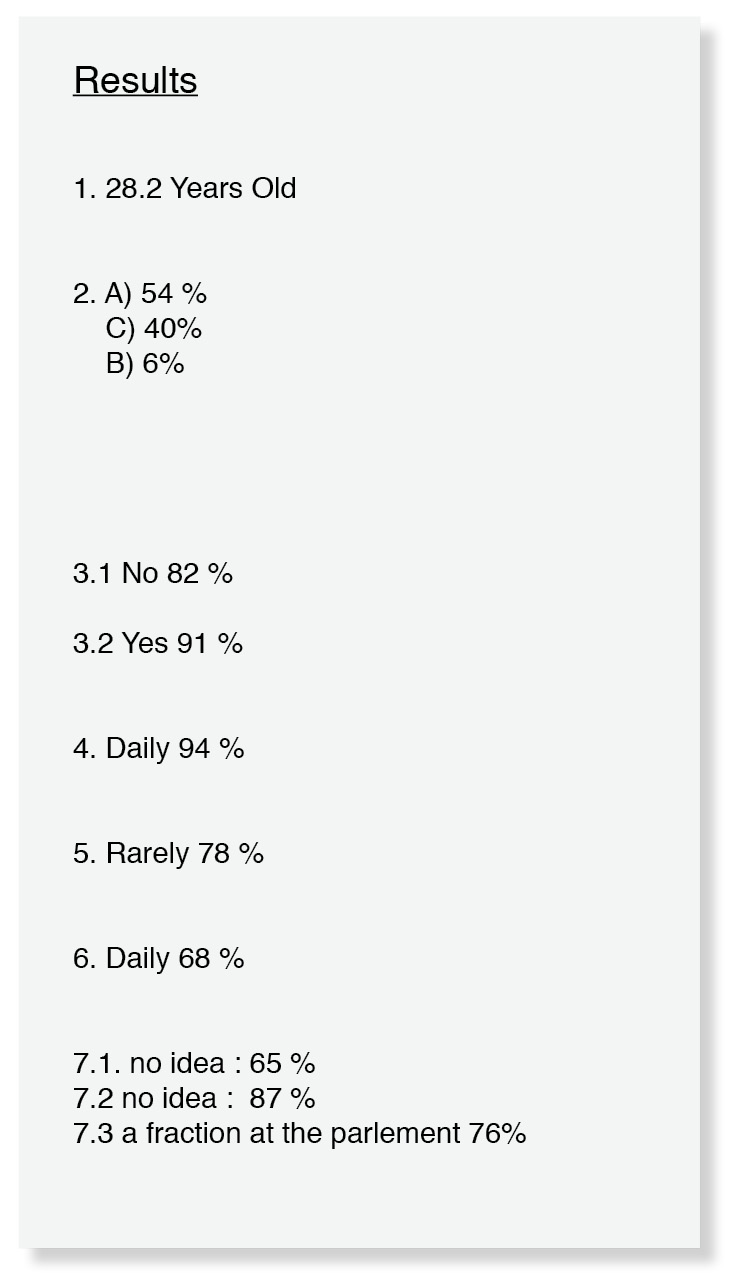 Results
1. 28.2 Years Old
2. A) 54 %
C) 40%
B) 6%
3.1 No 82 %
3.2 Yes 91 %
4. Daily 94 %
5. Rarely 78 %
6. Daily 68 %
7.1. no idea : 65 %
7.2 no idea :  87 %
7.3 a fraction at the parlement 76%